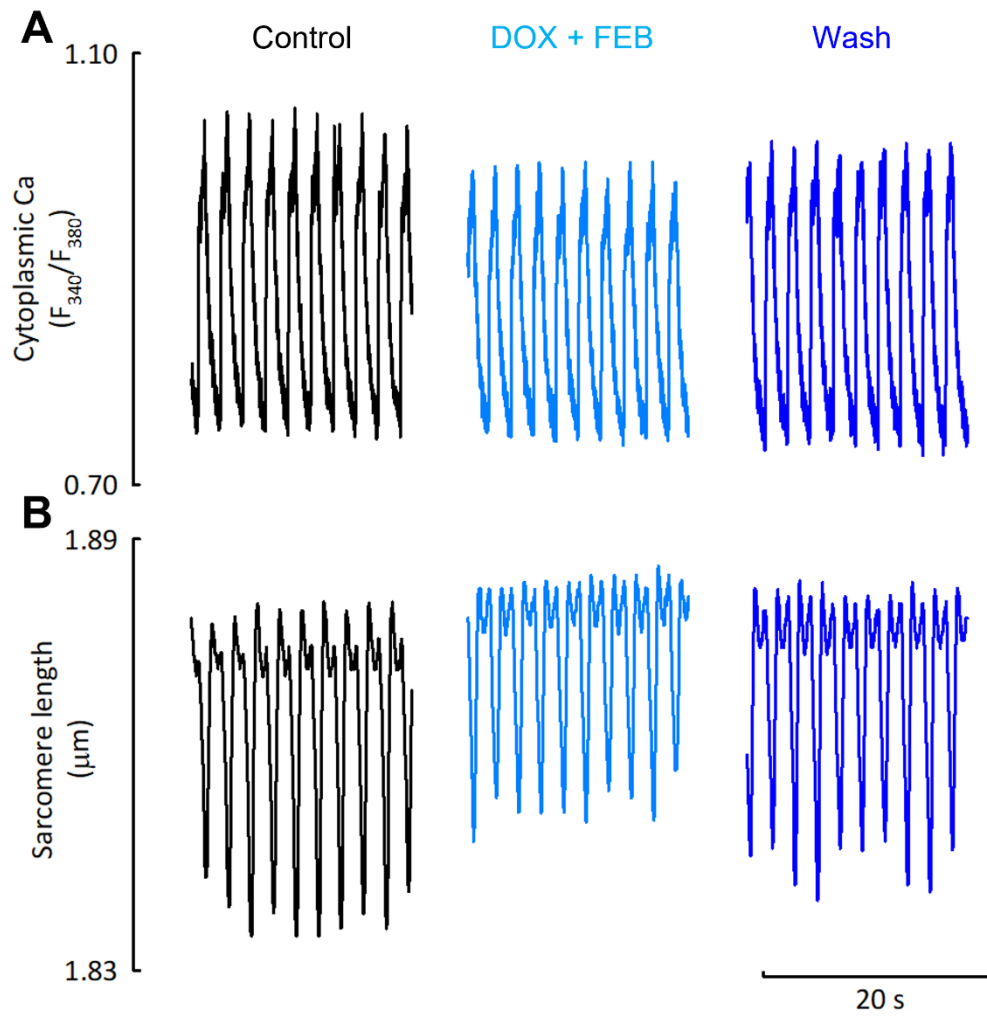 A
Control
DOX + FEB
Wash
1.10
Cytoplasmic Ca
(F340/F380)
0.70
B
1.89
Sarcomere length
(µm)
1.83
20 s